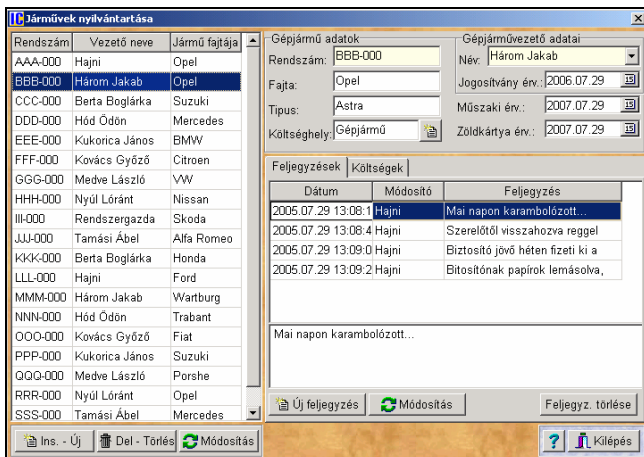 Járművek nyilvántartása
Rendszám Vezető neve Jármű fajtája
AAA-000 Hajni Opel
BBB-000 Három Jakab Opel
CCC-000 Berta Boglárka Suzuki
DDD-000 Hód Ödön Mercedes
EEE-000 Kukorica János BMW
FFF-000 Kovács Győző Citroen
GGG-000 Medve László VW
HHH-000 Nyúl Lóránt Nissan
III-000 Rendszergazda Skoda
JJJ-000 Tamási Ábel Alfa Romeo
KKK-000 Berta Boglárka Honda
LLL-000 Hajni Ford
MMM-000 Három Jakab Wartburg
NNN-000 Hód Ödön Trabant
OOO-000 Kovács Győző Fiat
PPP-000 Kukorica János Suzuki
QQQ-000 Medve László Porshe
RRR-000 Nyúl Lóránt Opel
SSS-000 Tamási Ábel Mercedes
Ins. - Új Del - Törlés Módosítás
Gépjármű adatok
Rendszám: BBB-000
Fajta: Opel
Tipus: Astra
Költséghely: Gépjármű
Gépjárművezető adatai
Név: Három Jakab
Jogosítvány érv.: 2006.07.29 15
Műszaki érv.: 2007.07.29 15
Zöldkártya érv.: 2007.07.29 15
Feljegyzések Költségek
Dátum Módosító Feljegyzés
2005.07.29 13:08:1 Hajni Mai napon karambolózott...
2005.07.29 13:08:4 Hajni Szerelőtől visszahozva reggel
2005.07.29 13:09:0 Hajni Biztosító jövő héten fizeti ki a
2005.07.29 13:09:2 Hajni Bitosítónak papírok lemásolva,
Mai napon karambolózott...
Új feljegyzés Módosítás Feljegyz. törlése
? Kilépés